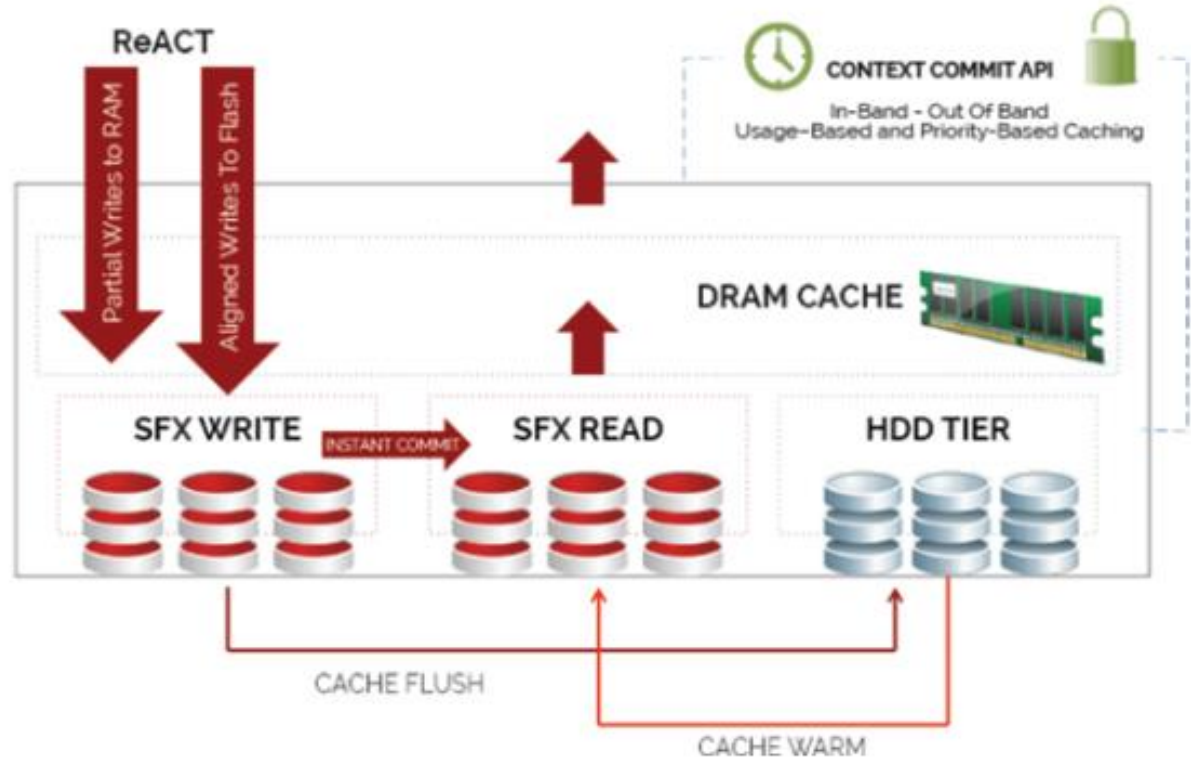 ReACT
Partial Writes to RAM
Aligned Writes To Flash
CONTEXT COMMIT API
In-Band - Out Of Band
Usage-Based and Priority-Based Caching
DRAM CACHE
SFX WRITE
INSTANT COMMIT
SFX READ
HDD TIER
CACHE FLUSH
CACHE WARM